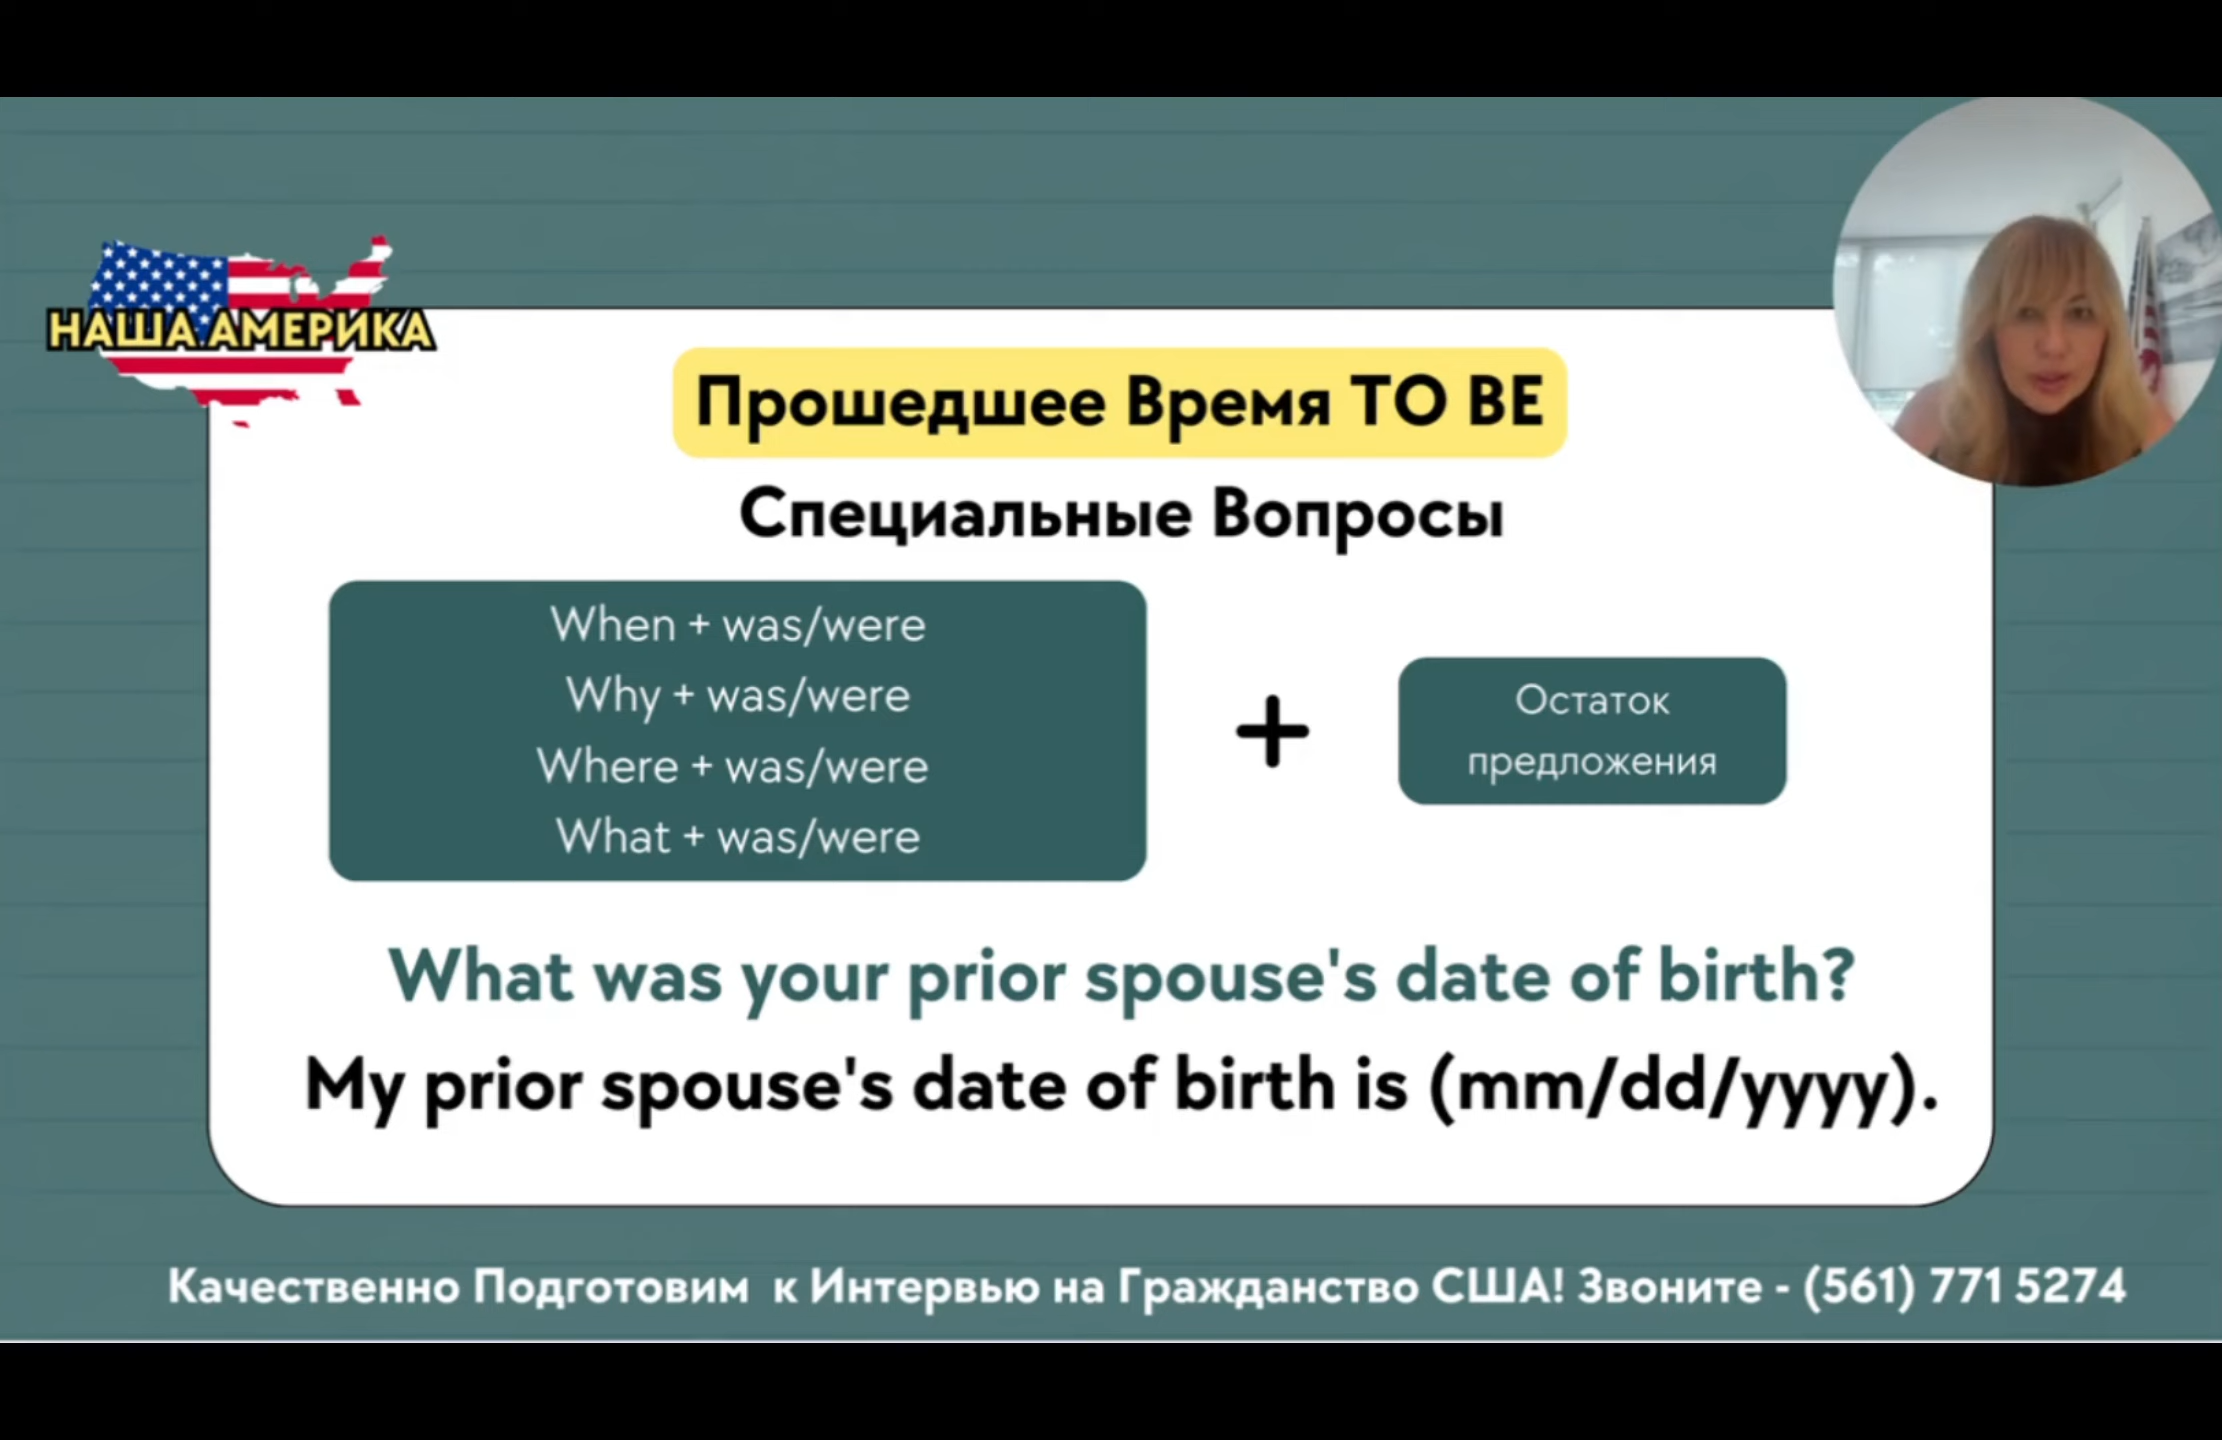 НАША АМЕРИКА
Прошедшее Время TO BE
Специальные Вопросы
When + was/were
Why + was/were
Where + was/were
What + was/were
+
Остаток
предложения
What was your prior spouse's date of birth?
My prior spouse's date of birth is (mm/dd/yyyy).
Качественно Подготовим к Интервью на Гражданство США! Звоните - (561) 771 5274